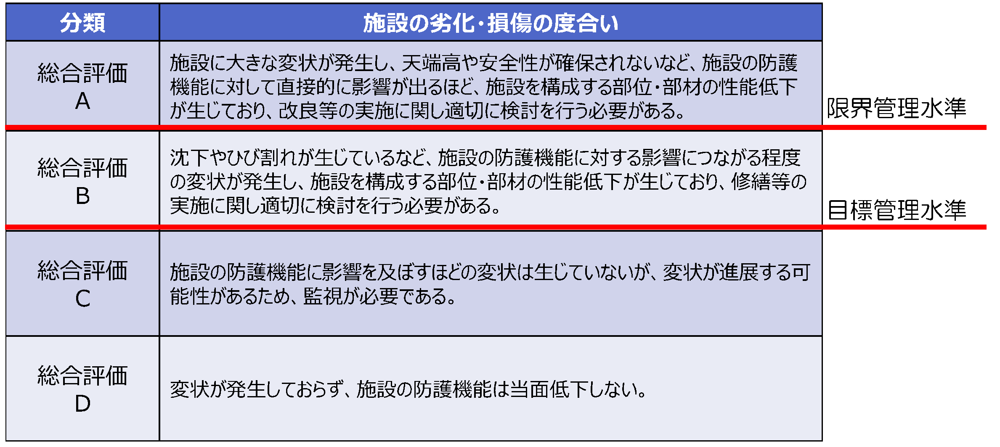 分類
施設の劣化・損傷の度合い
総合評価
A
施設に大きな変状が発生し、天端高や安全性が確保されないなど、施設の防護
機能に対して直接的に影響が出るほど、施設を構成する部位・部材の性能低下
が生じており、改良等の実施に関し適切に検討を行う必要がある。
限界管理水準
総合評価
B
沈下やひび割れが生じているなど、施設の防護機能に対する影響につながる程度
の変状が発生し、施設を構成する部位・部材の性能低下が生じており、修繕等の
実施に関し適切に検討を行う必要がある。
目標管理水準
総合評価
C
施設の防護機能に影響を及ぼすほどの変状は生じていないが、変状が進展する可
能性があるため、監視が必要である。
総合評価
D
変状が発生しておらず、施設の防護機能は当面低下しない。